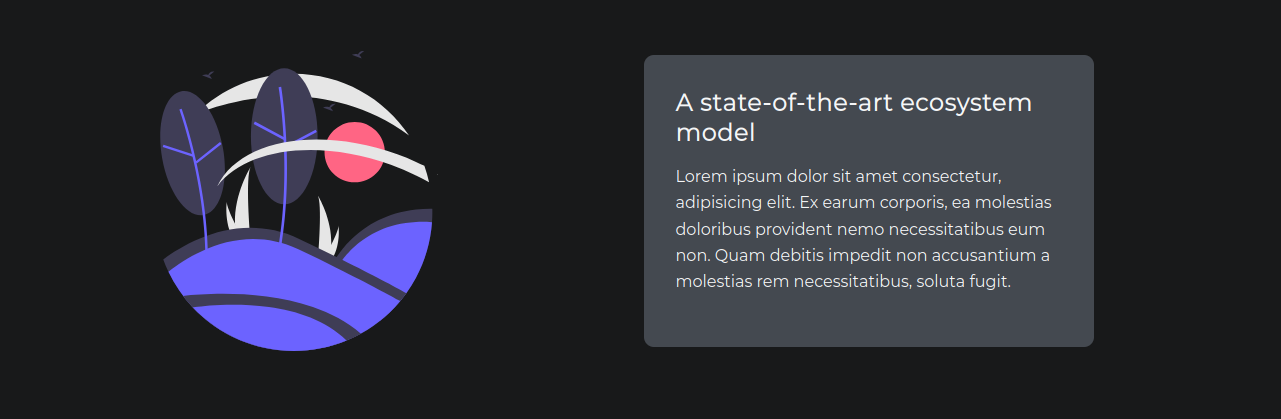 A state-of-the-art ecosystem
model
Lorem ipsum dolor sit amet consectetur,
adipisicing elit. Ex earum corporis, ea molestias
doloribus provident nemo necessitatibus eum
non. Quam debitis impedit non accusantium a
molestias rem necessitatibus, soluta fugit.